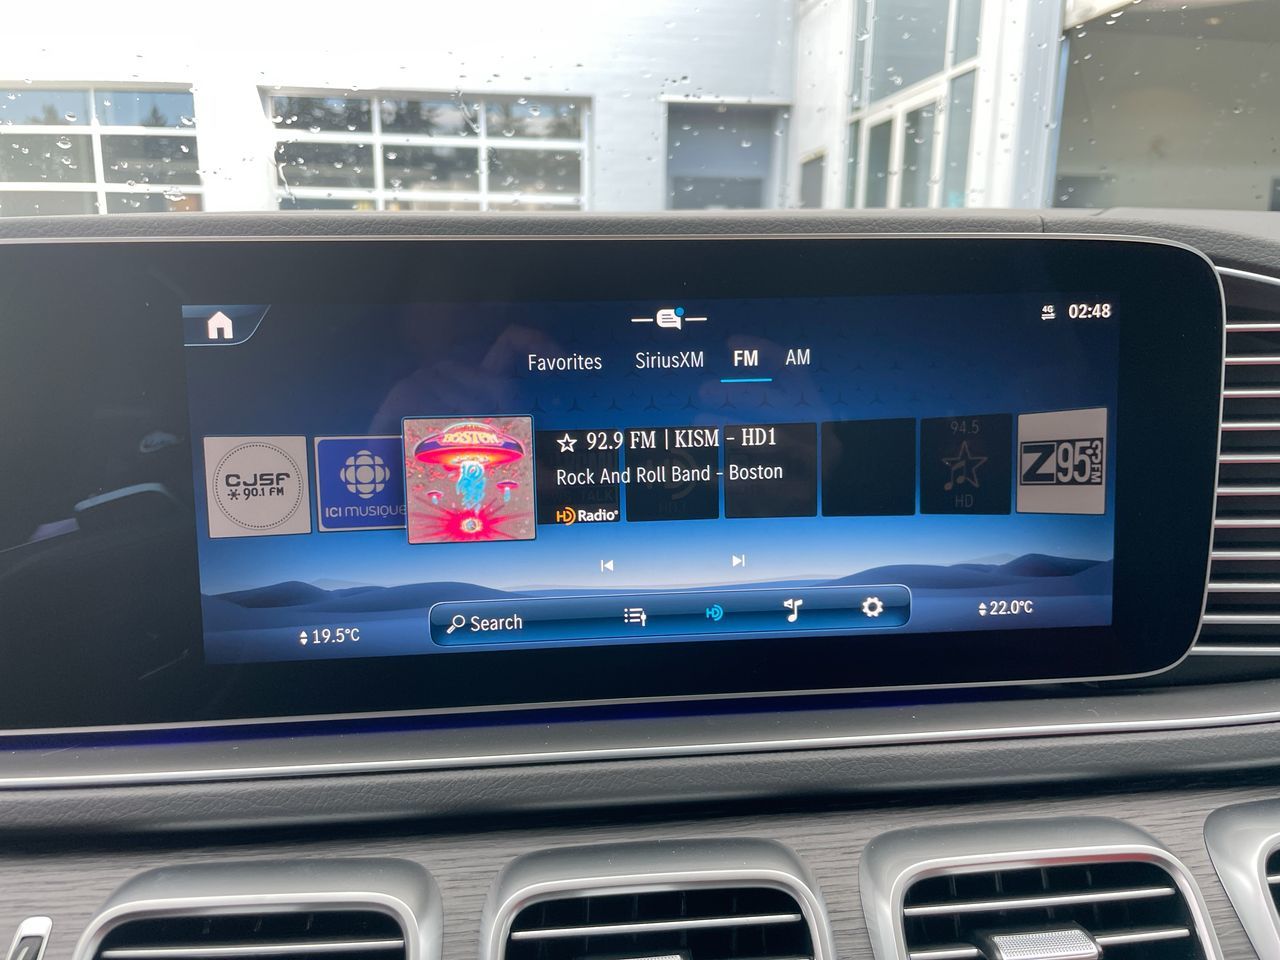 4G 02:48
Favorites SiriusXM FM AM
CJSF
90.1 FM
ICI musique
BOSTON
☆ 92.9 FM | KISM - HD1
Rock And Roll Band - Boston
HD Radio
94.5
HD
Z95.3 FM
Search
HD
19.5°C
22.0°C